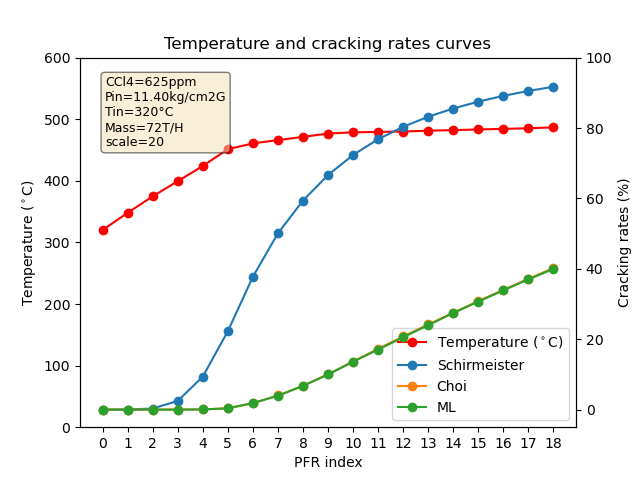 Temperature and cracking rates curves
CCl4=625ppm
Pin=11.40kg/cm2G
Tin=320°C
Mass=72T/H
scale=20
Temperature (°C)
600
500
400
300
200
100
0
Cracking rates (%)
100
80
60
40
20
0
Temperature (°C)
Schirmeister
Choi
ML
0 1 2 3 4 5 6 7 8 9 10 11 12 13 14 15 16 17 18
PFR index